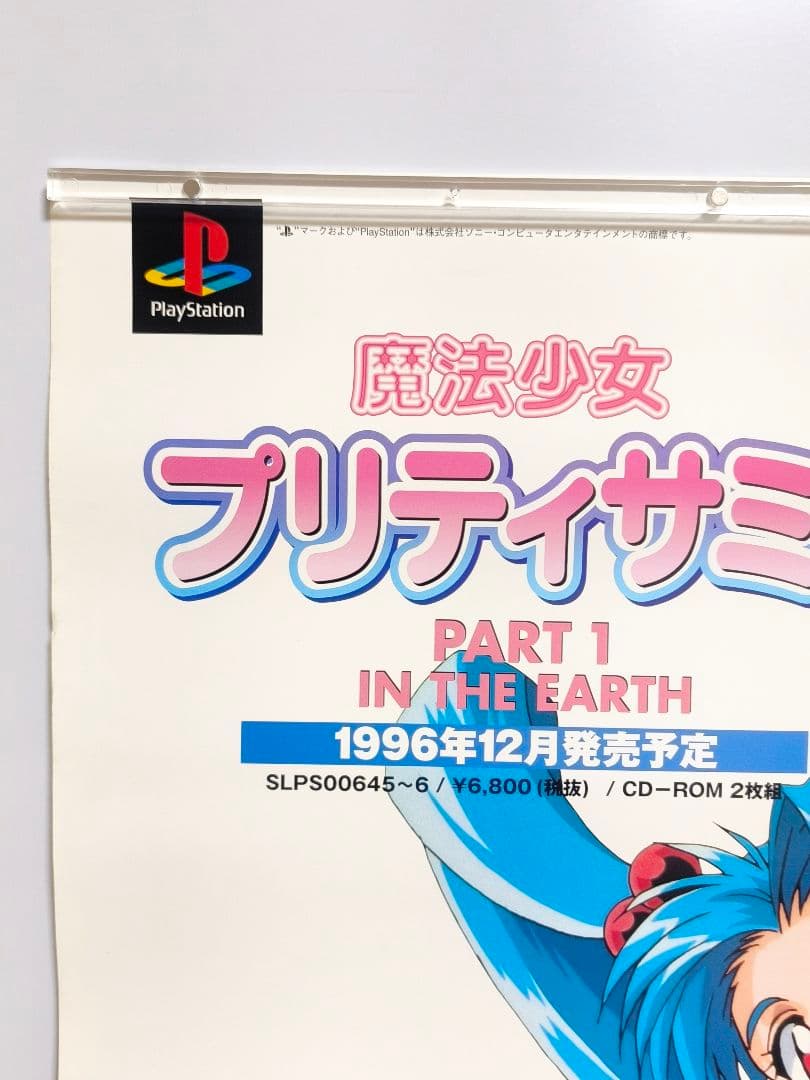 "PS"マークおよび"PlayStation"は株式会社ソニー・コンピュータエンタテインメントの商標です。
PlayStation
魔法少女
プリティサミ
PART 1
IN THE EARTH
1996年12月発売予定
SLPS00645〜6 / ¥6,800 (税抜) / CD-ROM 2枚組